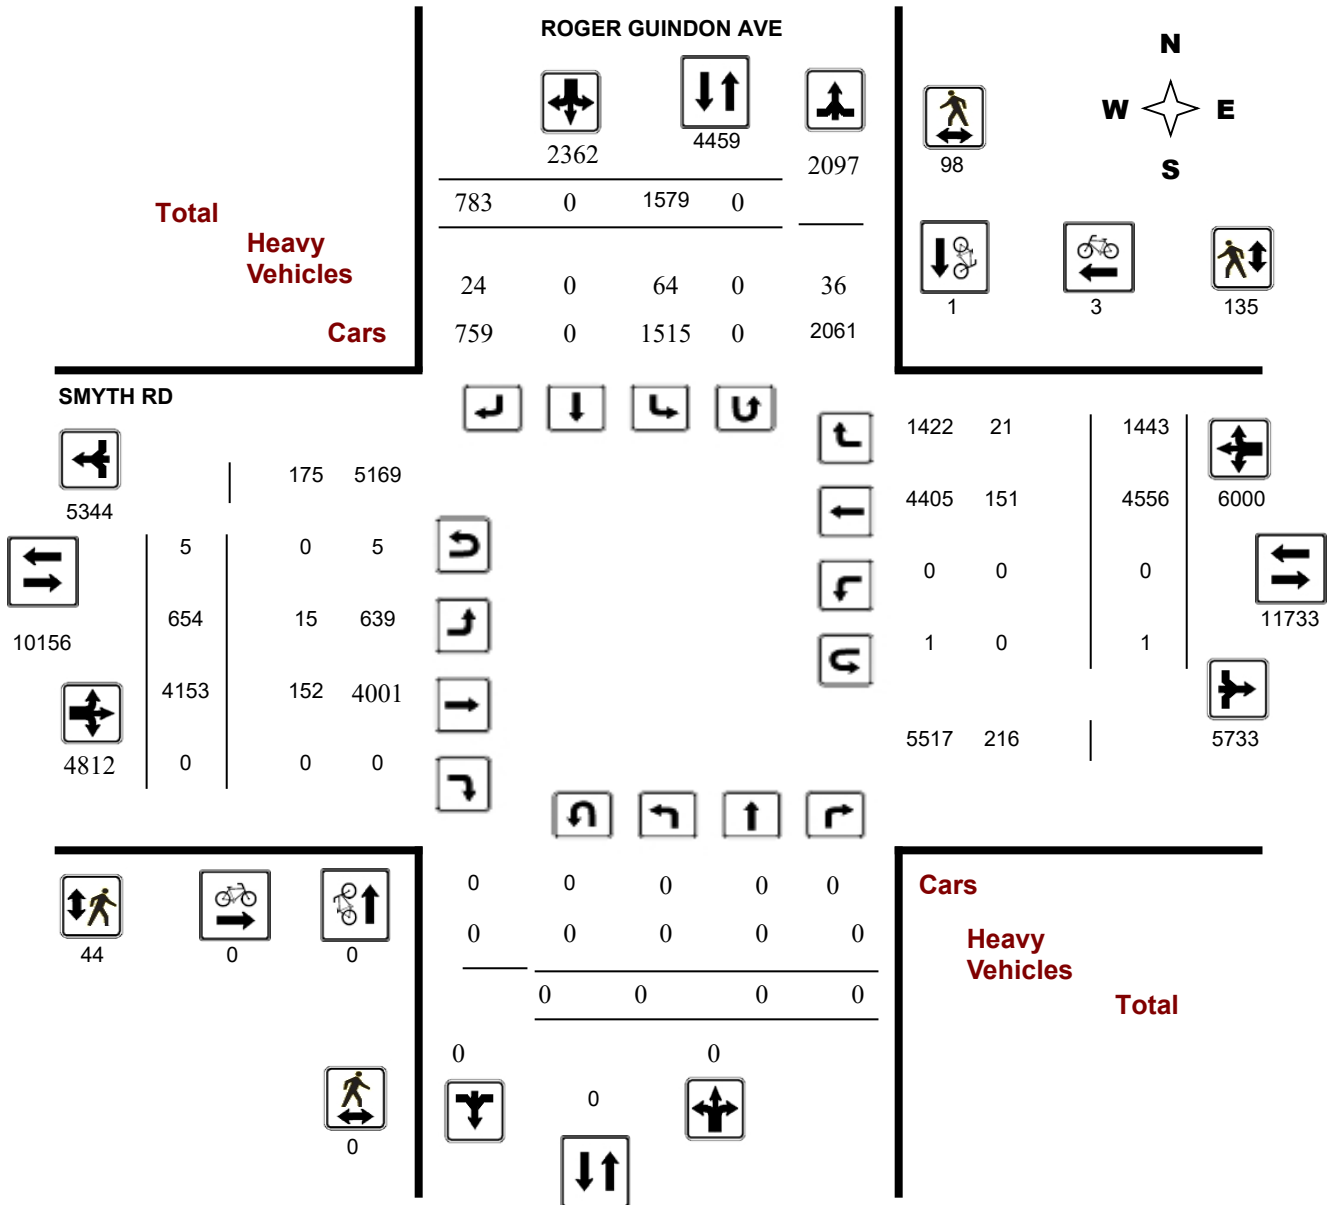 ROGER GUINDON AVE
N
W E
S
2362 4459 2097 98
783 0 1579 0
Total
Heavy
Vehicles
24 0 64 0 36
1 3 135
Cars
759 0 1515 0 2061
SMYTH RD
1422 21 1443
175 5169
5344
4405 151 4556 6000
5 0 5
0 0 0
654 15 639
10156
11733
1 0 1
4153 152 4001
5517 216 5733
4812 0 0 0
0 0 0 0 0
Cars
0 0 0 0 0
Heavy
Vehicles
44 0 0
0 0 0 0
Total
0 0
0
0